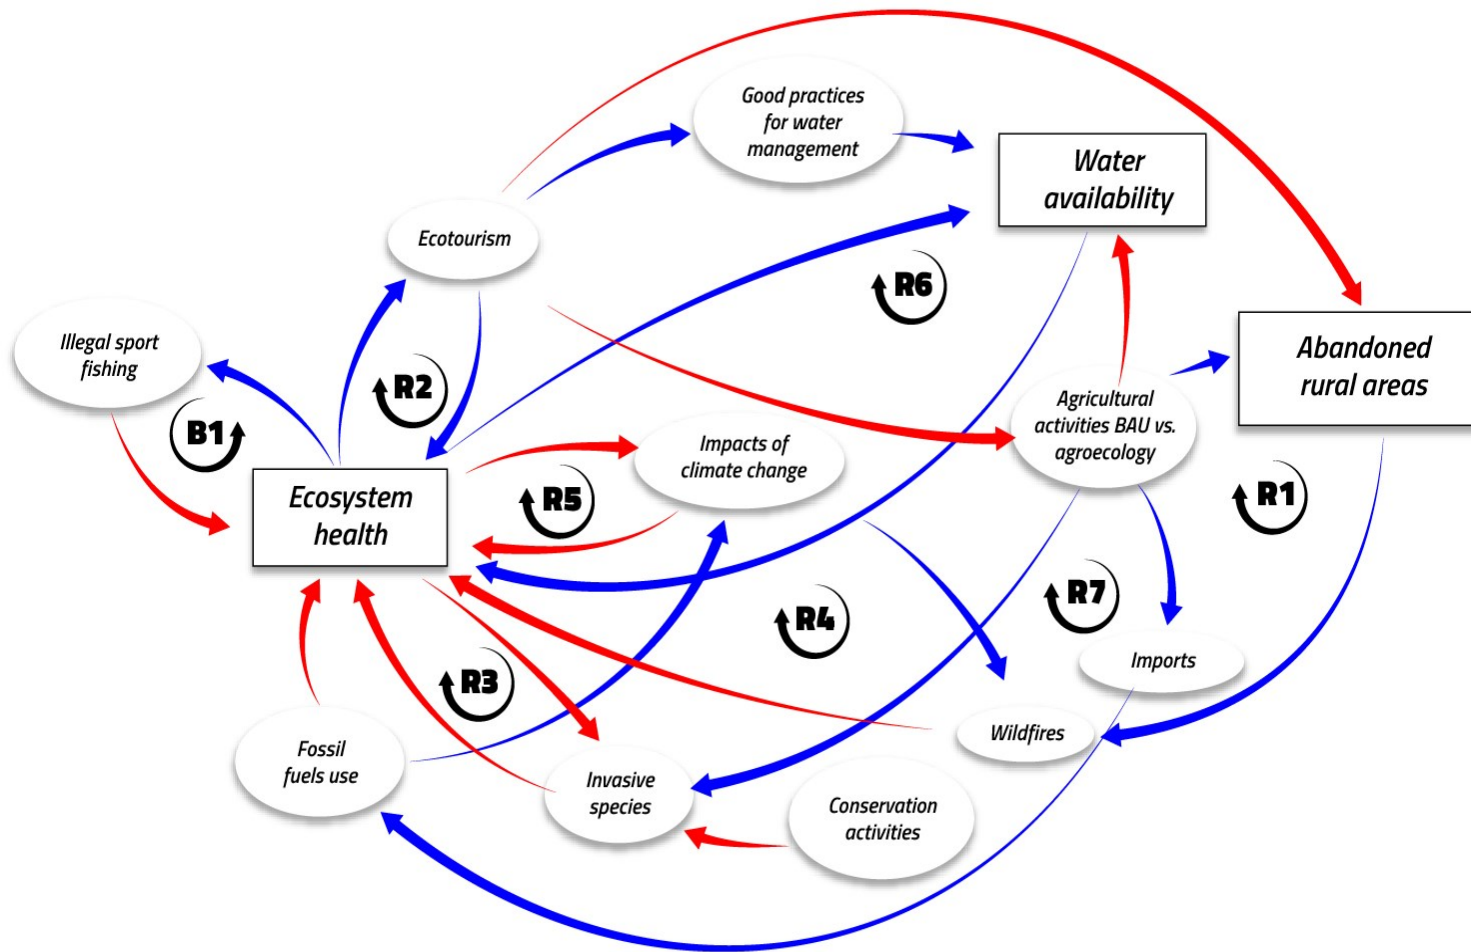 Good practices
for water
management
Water
availability
Ecotourism
R6
Illegal sport
fishing
Abandoned
rural areas
R2
B1
Agricultural
activities BAU vs.
agroecology
Impacts of
climate change
Ecosystem
health
R5
R1
R7
R4
Imports
R3
Wildfires
Fossil
fuels use
Invasive
species
Conservation
activities